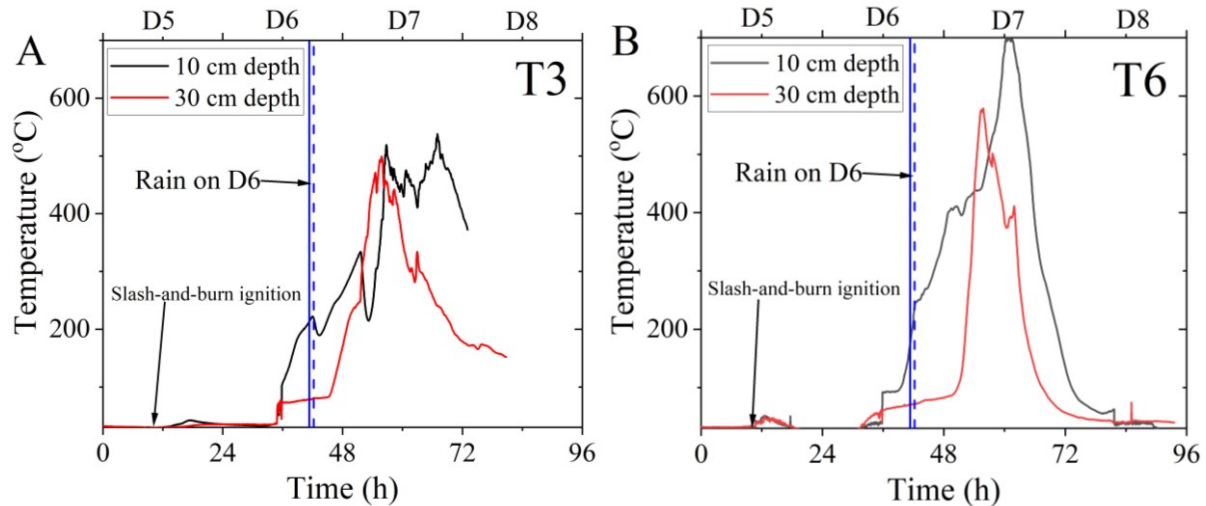 D5 D6 D7 D8
A
10 cm depth
30 cm depth
T3
Rain on D6
Slash-and-burn ignition
600
400
200
Temperature (ºC)
0 24 48 72 96
Time (h)
D5 D6 D7 D8
B
10 cm depth
30 cm depth
T6
Rain on D6
Slash-and-burn ignition
600
400
200
Temperature (ºC)
0 24 48 72 96
Time (h)